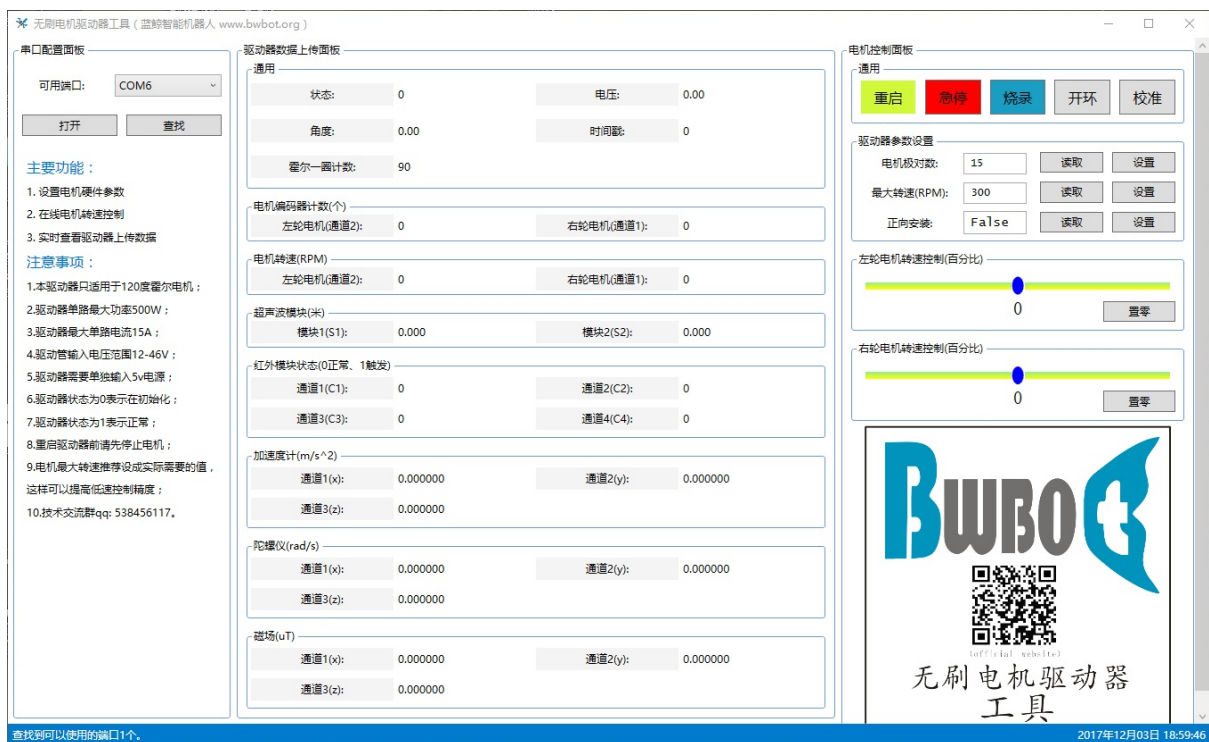 无刷电机驱动器工具(蓝鲸智能机器人 www.bwbot.org)
串口配置面板
可用端口: COM6
打开 查找
主要功能:
1. 设置电机硬件参数
2. 在线电机转速控制
3. 实时查看驱动器上传数据
注意事项:
1.本驱动器只适用于120度霍尔电机;
2.驱动器单路最大功率500W;
3.驱动器最大单路电流15A;
4.驱动管输入电压范围12-46V;
5.驱动器需要单独输入5v电源;
6.驱动器状态为0表示在初始化;
7.驱动器状态为1表示正常;
8.重启驱动器前请先停止电机;
9.电机最大转速推荐设成实际需要的值,
这样可以提高低速控制精度;
10.技术交流群qq: 538456117。
驱动器数据上传面板
通用
状态: 0 电压: 0.00
角度: 0.00 时间戳: 0
霍尔一圈计数: 90
电机编码器计数(个)
左轮电机(通道2): 0 右轮电机(通道1): 0
电机转速(RPM)
左轮电机(通道2): 0 右轮电机(通道1): 0
超声波模块(米)
模块1(S1): 0.000 模块2(S2): 0.000
红外模块状态(0正常、1触发)
通道1(C1): 0 通道2(C2): 0
通道3(C3): 0 通道4(C4): 0
加速度计(m/s^2)
通道1(x): 0.000000 通道2(y): 0.000000
通道3(z): 0.000000
陀螺仪(rad/s)
通道1(x): 0.000000 通道2(y): 0.000000
通道3(z): 0.000000
磁场(uT)
通道1(x): 0.000000 通道2(y): 0.000000
通道3(z): 0.000000
电机控制面板
通用
重启 急停 烧录 开环 校准
驱动器参数设置
电机极对数: 15 读取 设置
最大转速(RPM): 300 读取 设置
正向安装: False 读取 设置
左轮电机转速控制(百分比)
0 置零
右轮电机转速控制(百分比)
0 置零
BWBOt
(official website)
无刷电机驱动器
工具
查找到可以使用的端口1个。 2017年12月03日 18:59:46